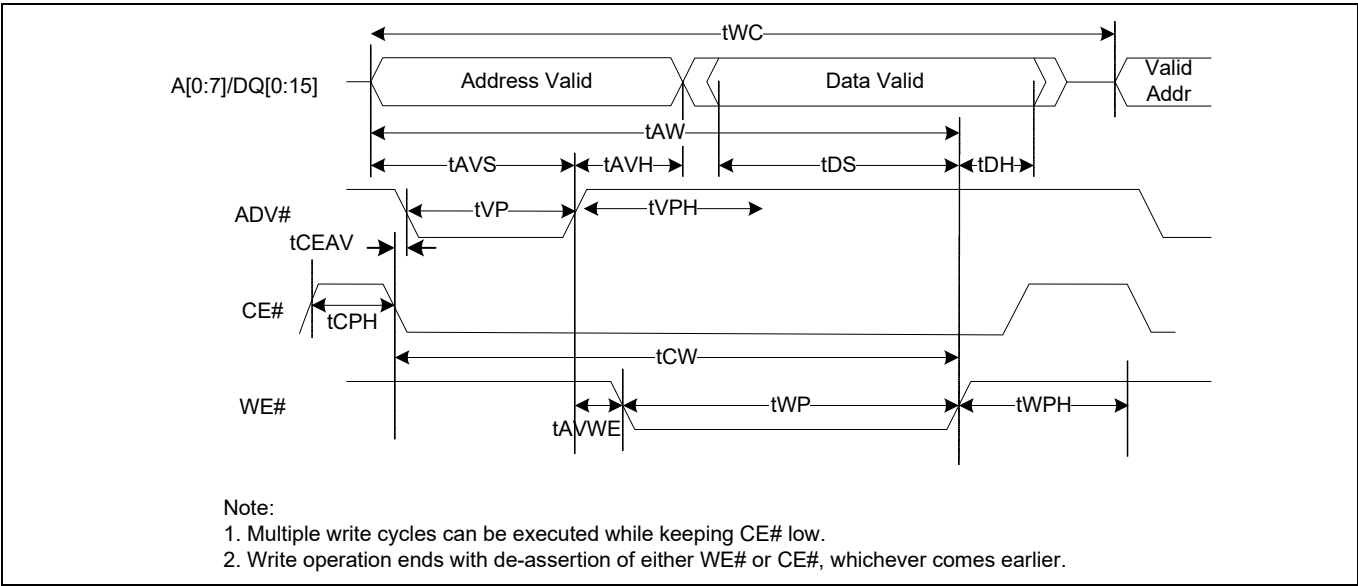 tWC
A[0:7]/DQ[0:15]
Address Valid
Data Valid
Valid
Addr
tAW
tAVS
tAVH
tDS
tDH
ADV#
tVP
tVPH
tCEAV
CE#
tCPH
tCW
WE#
tWP
tWPH
tAVWE
Note:
1. Multiple write cycles can be executed while keeping CE# low.
2. Write operation ends with de-assertion of either WE# or CE#, whichever comes earlier.